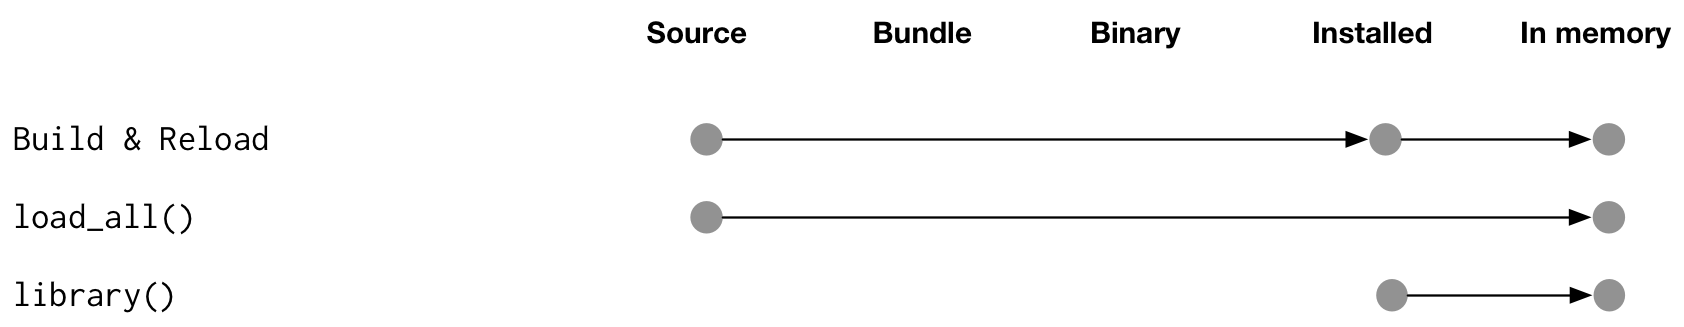 Source Bundle Binary Installed In memory
Build & Reload
load_all()
library()